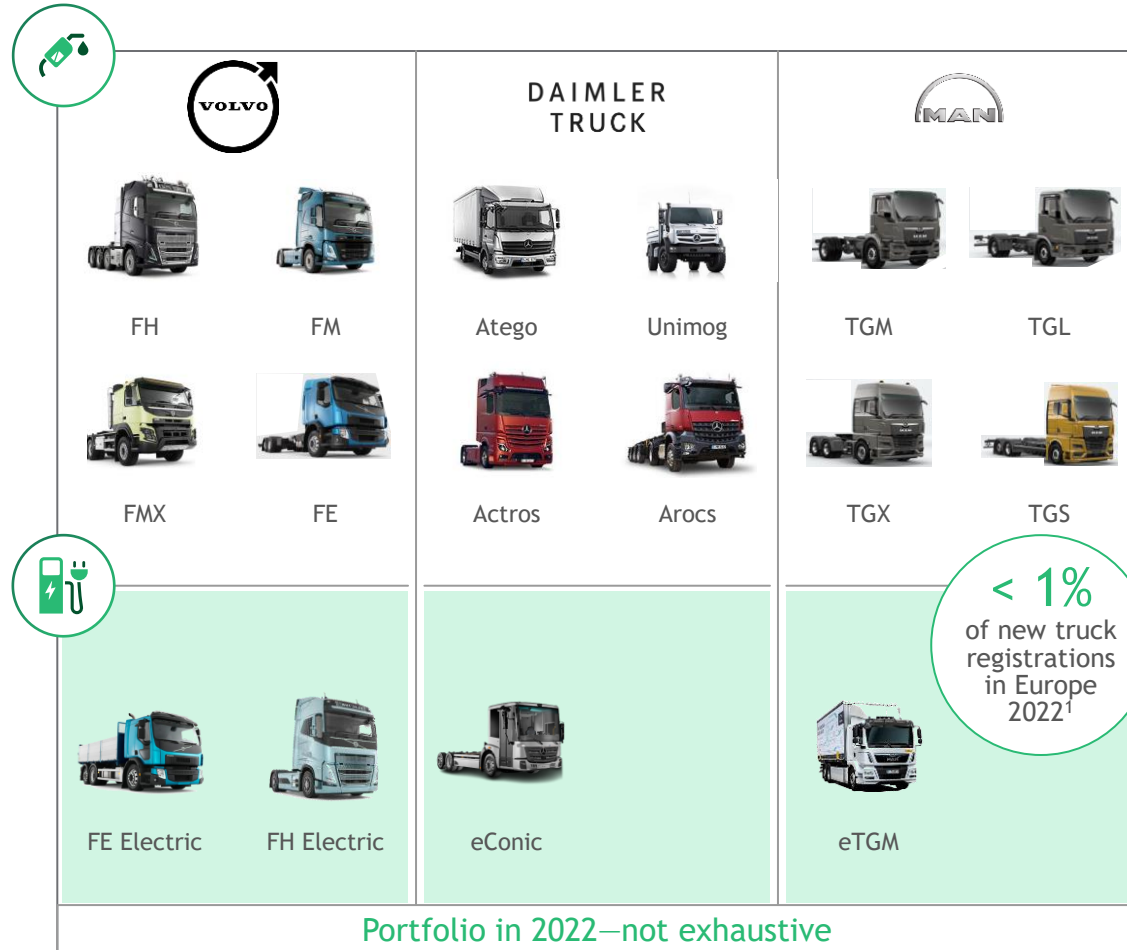 VOLVO
DAIMLER
TRUCK
MAN
FH
FM
Atego
Unimog
TGM
TGL
FMX
FE
Actros
Arocs
TGX
TGS
< 1%
of new truck
registrations
in Europe
2022¹
FE Electric
FH Electric
eConic
eTGM
Portfolio in 2022—not exhaustive